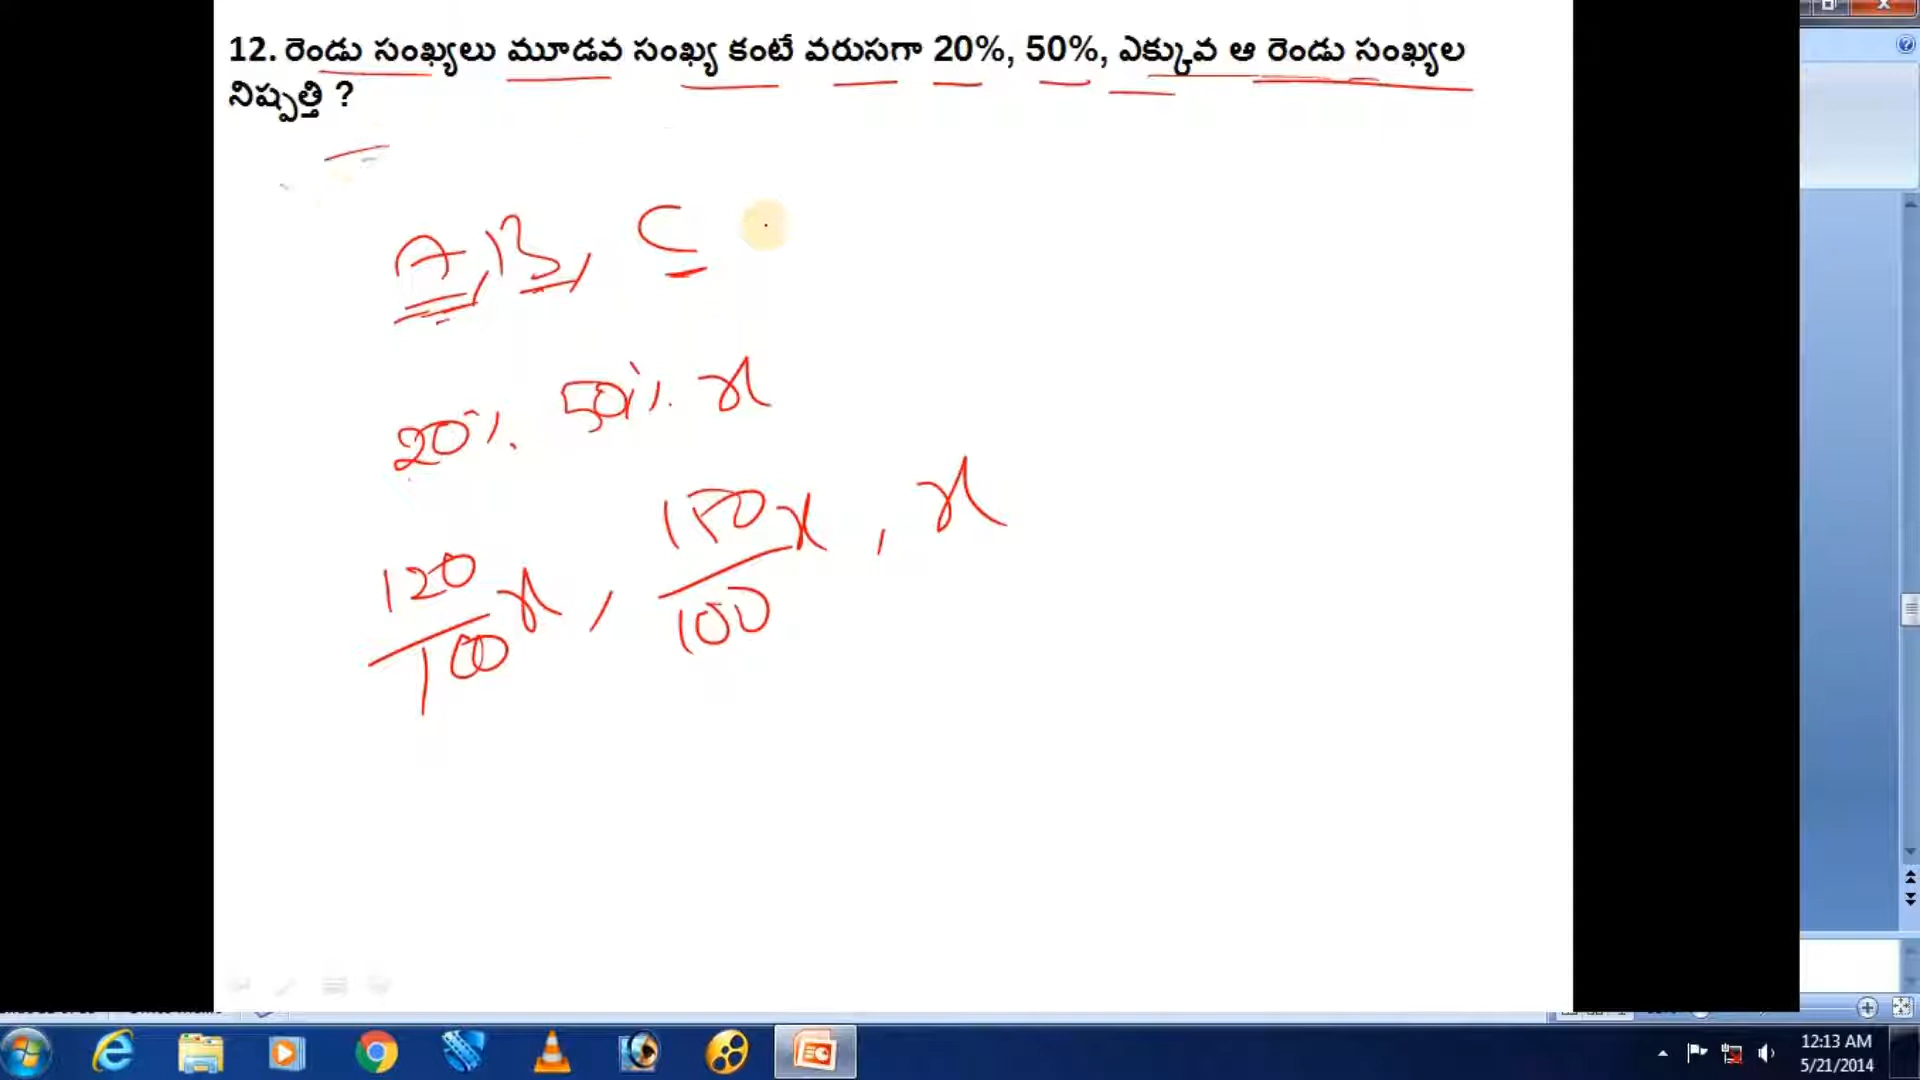 12. రెండు సంఖ్యలు మూడవ సంఖ్య కంటే వరుసగా 20%, 50%, ఎక్కువ ఆ రెండు సంఖ్యల
నిష్పత్తి ?
A, B, C
20% 50% x
120/100 x, 150/100 x, x
12:13 AM
5/21/2014